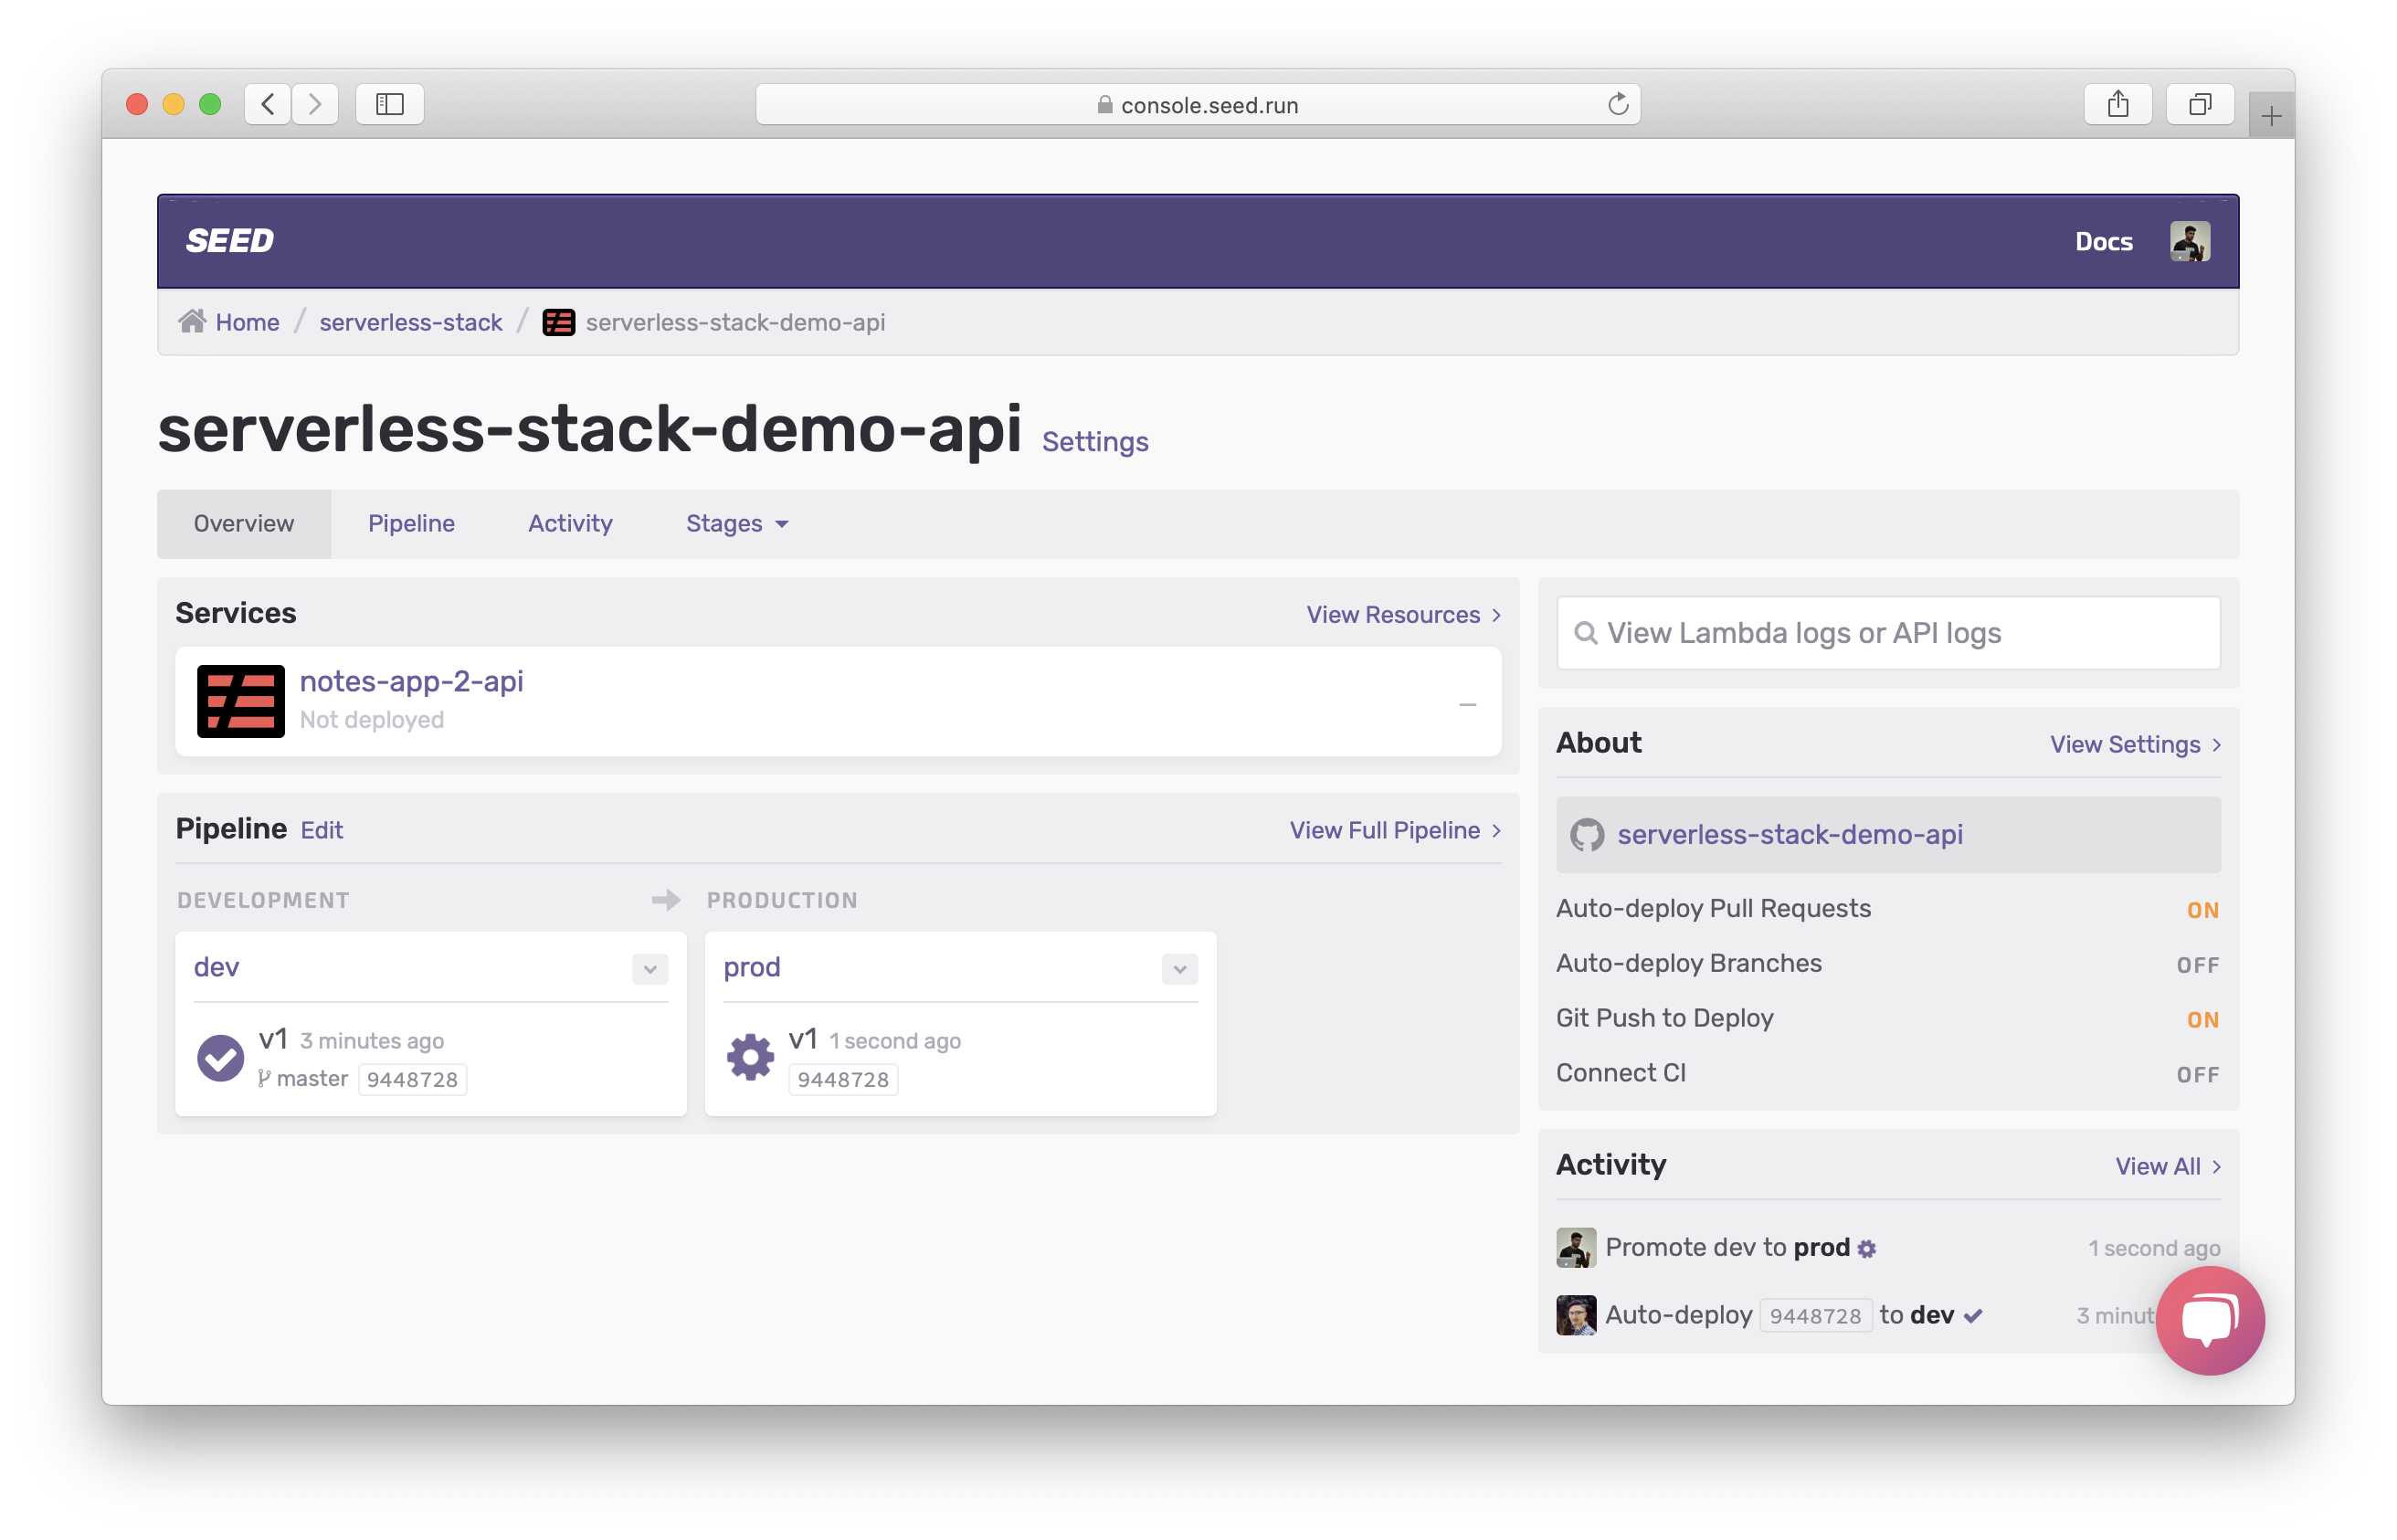 console.seed.run
SEED
Docs
Home / serverless-stack / serverless-stack-demo-api
serverless-stack-demo-api Settings
Overview Pipeline Activity Stages
Services View Resources
notes-app-2-api
Not deployed
Pipeline Edit View Full Pipeline
DEVELOPMENT PRODUCTION
dev
v1 3 minutes ago
master 9448728
prod
v1 1 second ago
9448728
View Lambda logs or API logs
About View Settings
serverless-stack-demo-api
Auto-deploy Pull Requests ON
Auto-deploy Branches OFF
Git Push to Deploy ON
Connect CI OFF
Activity View All
Promote dev to prod 1 second ago
Auto-deploy 9448728 to dev 3